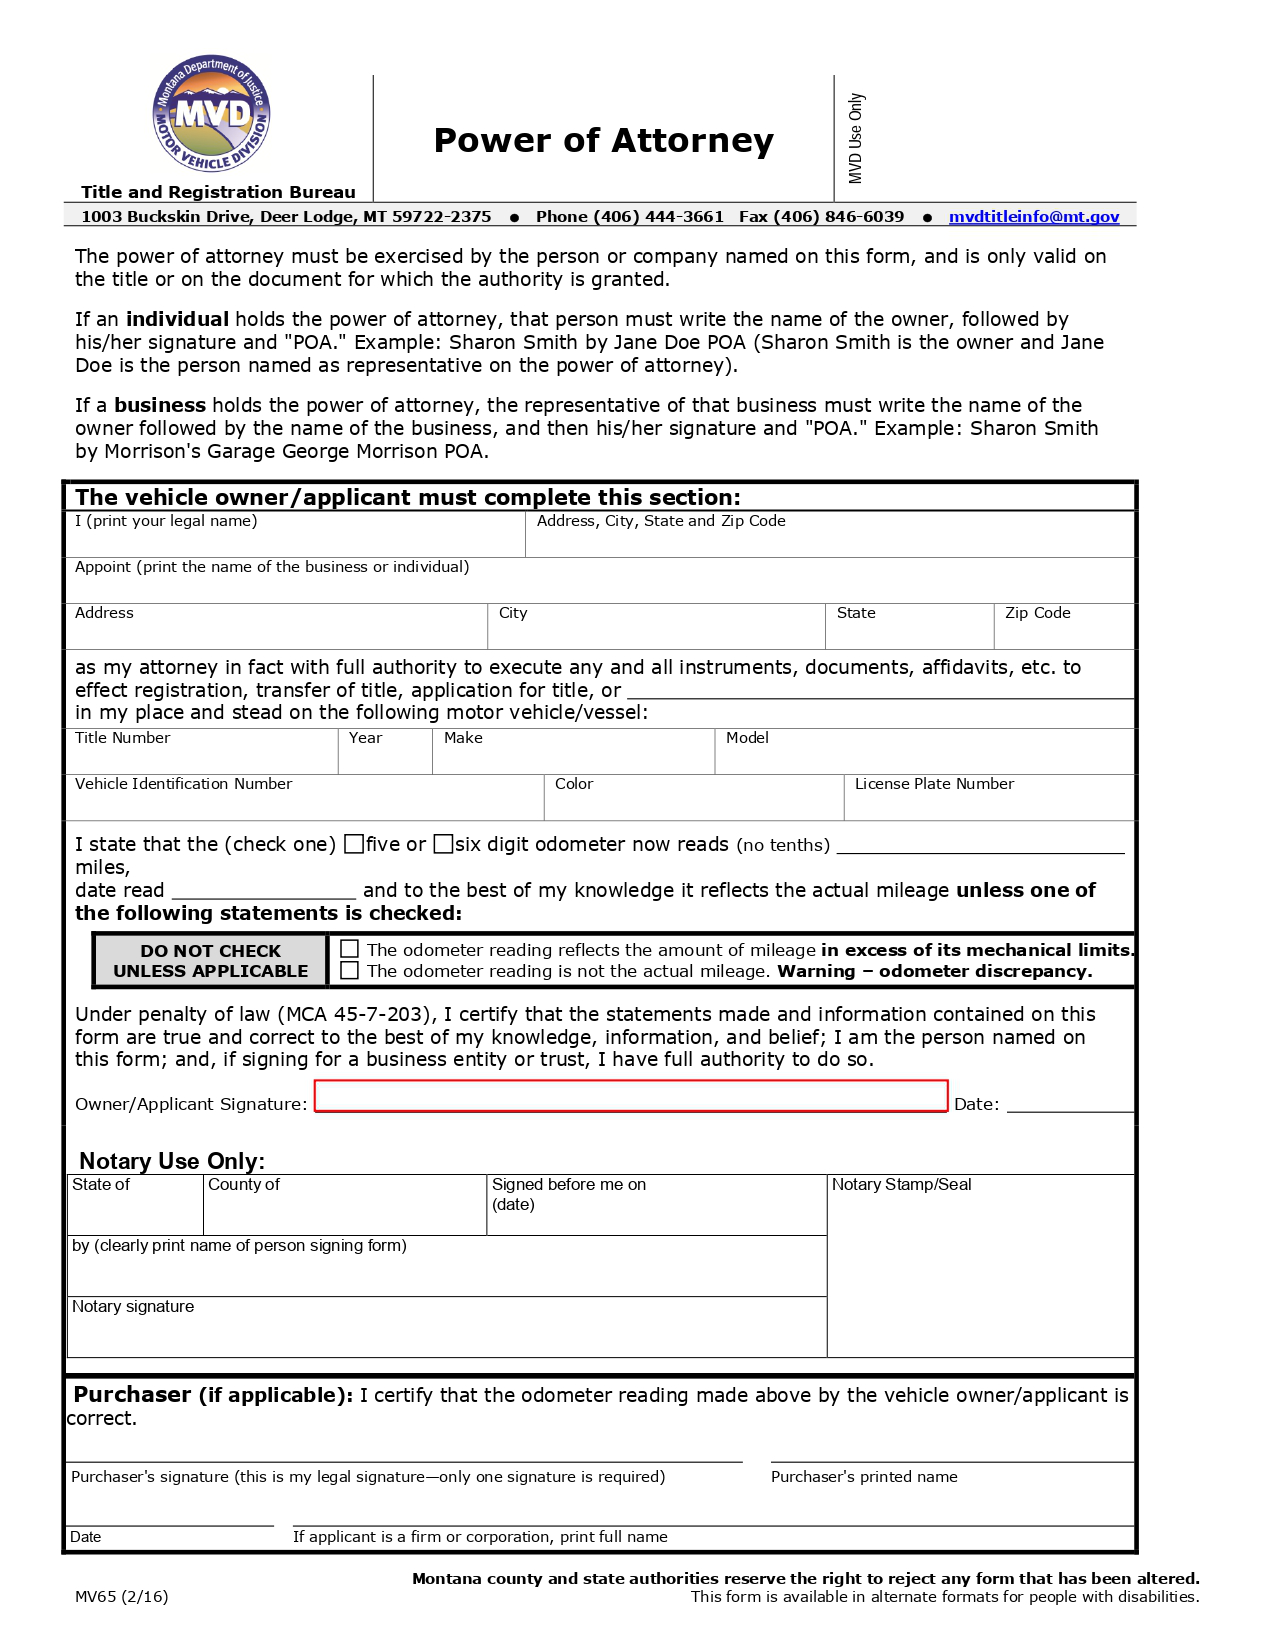 Montana Department of Justice
MVD
MOTOR VEHICLE DIVISION
Title and Registration Bureau
Power of Attorney
MVD Use Only
1003 Buckskin Drive, Deer Lodge, MT 59722-2375 ● Phone (406) 444-3661 Fax (406) 846-6039 ● mvdtitleinfo@mt.gov
The power of attorney must be exercised by the person or company named on this form, and is only valid on
the title or on the document for which the authority is granted.
If an individual holds the power of attorney, that person must write the name of the owner, followed by
his/her signature and "POA." Example: Sharon Smith by Jane Doe POA (Sharon Smith is the owner and Jane
Doe is the person named as representative on the power of attorney).
If a business holds the power of attorney, the representative of that business must write the name of the
owner followed by the name of the business, and then his/her signature and "POA." Example: Sharon Smith
by Morrison's Garage George Morrison POA.
The vehicle owner/applicant must complete this section:
I (print your legal name) Address, City, State and Zip Code
Appoint (print the name of the business or individual)
Address City State Zip Code
as my attorney in fact with full authority to execute any and all instruments, documents, affidavits, etc. to
effect registration, transfer of title, application for title, or ____________________
in my place and stead on the following motor vehicle/vessel:
Title Number Year Make Model
Vehicle Identification Number Color License Plate Number
I state that the (check one) ☐five or ☐six digit odometer now reads (no tenths) ____________________
miles,
date read ____________________ and to the best of my knowledge it reflects the actual mileage unless one of
the following statements is checked:
DO NOT CHECK
UNLESS APPLICABLE
☐ The odometer reading reflects the amount of mileage in excess of its mechanical limits.
☐ The odometer reading is not the actual mileage. Warning – odometer discrepancy.
Under penalty of law (MCA 45-7-203), I certify that the statements made and information contained on this
form are true and correct to the best of my knowledge, information, and belief; I am the person named on
this form; and, if signing for a business entity or trust, I have full authority to do so.
Owner/Applicant Signature: ____________________ Date: __________
Notary Use Only:
State of County of Signed before me on
(date)
Notary Stamp/Seal
by (clearly print name of person signing form)
Notary signature
Purchaser (if applicable): I certify that the odometer reading made above by the vehicle owner/applicant is
correct.
Purchaser's signature (this is my legal signature—only one signature is required) Purchaser's printed name
Date If applicant is a firm or corporation, print full name
Montana county and state authorities reserve the right to reject any form that has been altered.
MV65 (2/16) This form is available in alternate formats for people with disabilities.